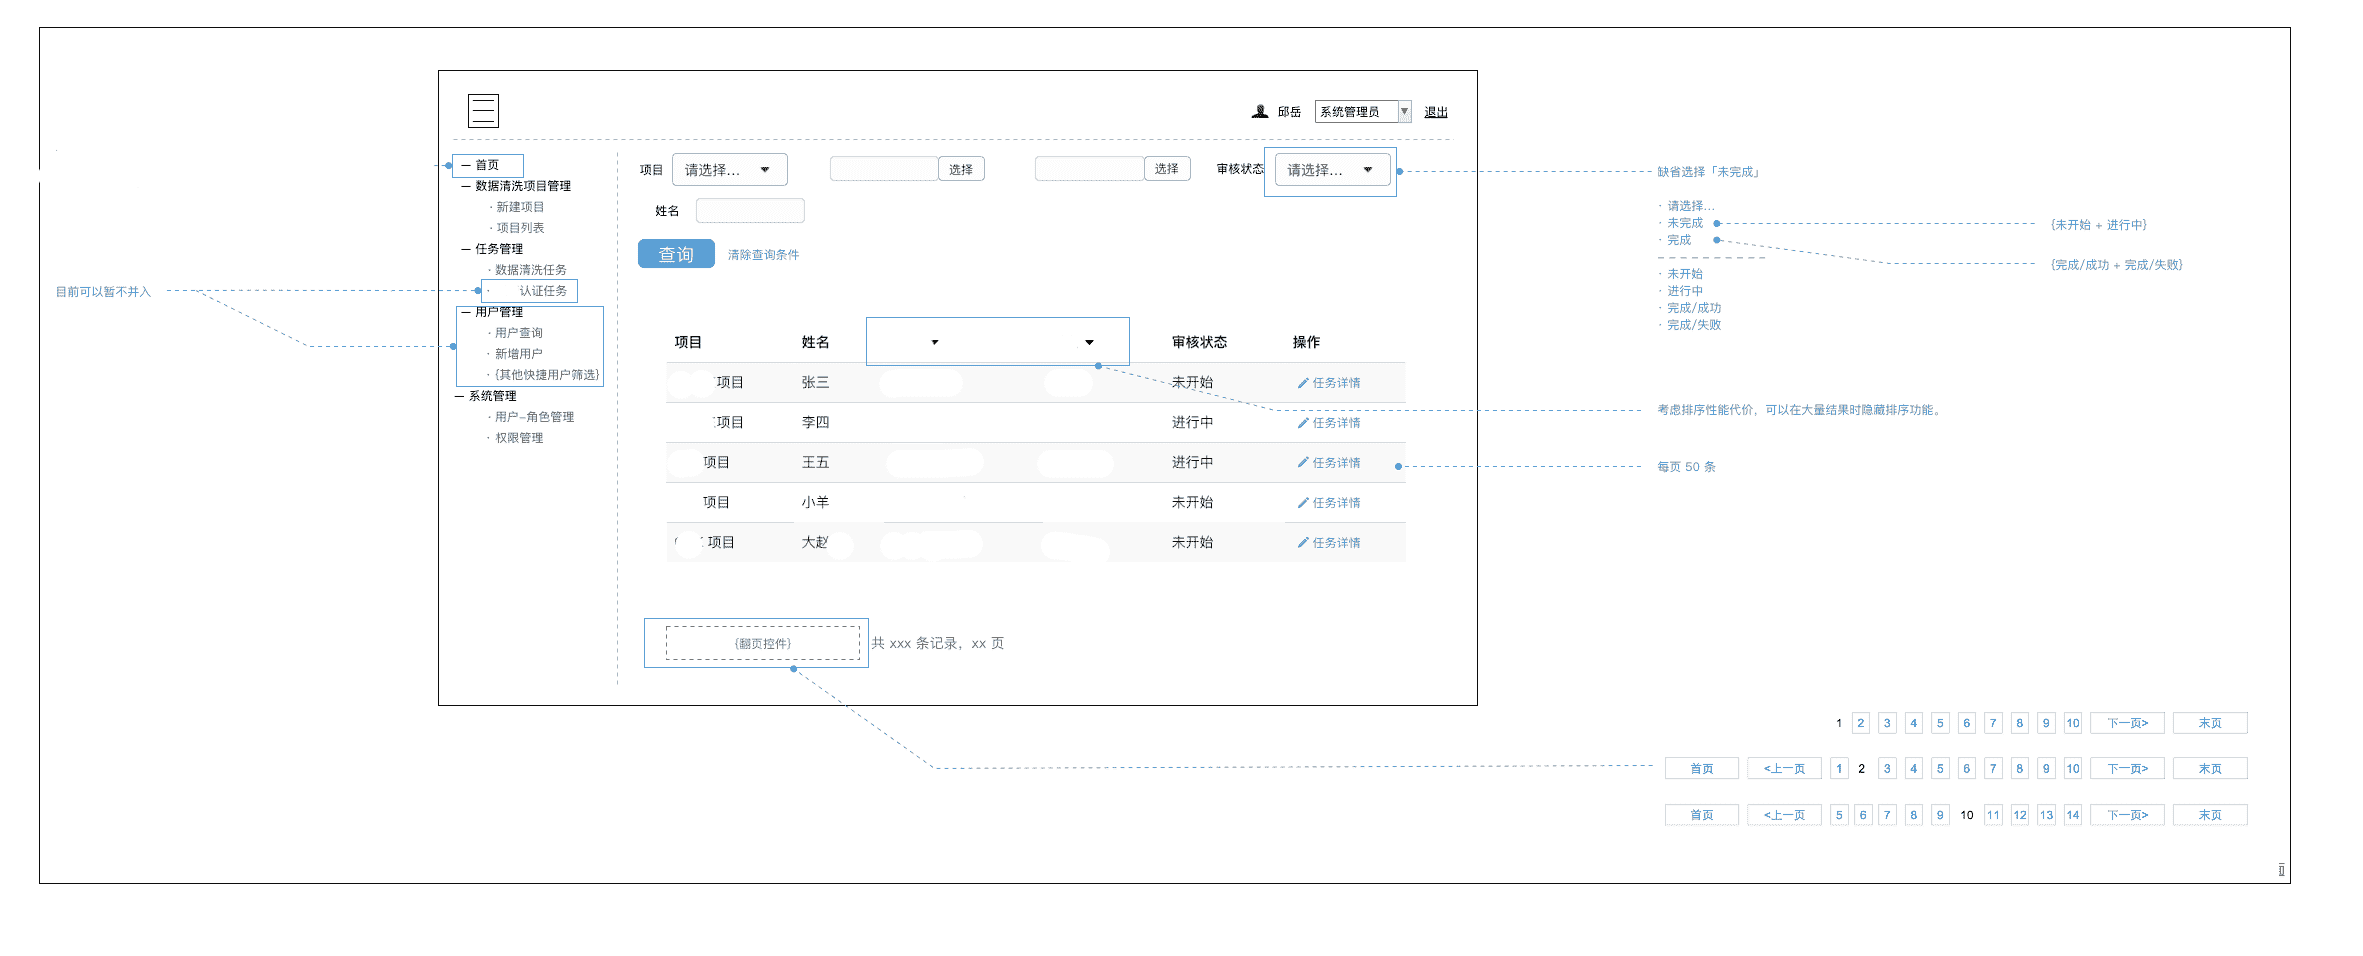 邱岳 系统管理员 退出
— 首页
— 数据清洗项目管理
· 新建项目
· 项目列表
— 任务管理
· 数据清洗任务
· 认证任务
— 用户管理
· 用户查询
· 新增用户
· {其他快捷用户筛选}
— 系统管理
· 用户-角色管理
· 权限管理
目前可以暂不并入
项目 请选择... 选择 选择 审核状态 请选择...
姓名
查询 清除查询条件
项目 姓名 审核状态 操作
项目 张三 未开始 任务详情
项目 李四 进行中 任务详情
项目 王五 进行中 任务详情
项目 小羊 未开始 任务详情
项目 大赵 未开始 任务详情
{翻页控件} 共 xxx 条记录，xx 页
缺省选择「未完成」
· 请选择...
· 未完成 {未开始 + 进行中}
· 完成 {完成/成功 + 完成/失败}
· 未开始
· 进行中
· 完成/成功
· 完成/失败
考虑排序性能代价，可以在大量结果时隐藏排序功能。
每页 50 条
1 2 3 4 5 6 7 8 9 10 下一页> 末页
首页 <上一页 1 2 3 4 5 6 7 8 9 10 下一页> 末页
首页 <上一页 5 6 7 8 9 10 11 12 13 14 下一页> 末页